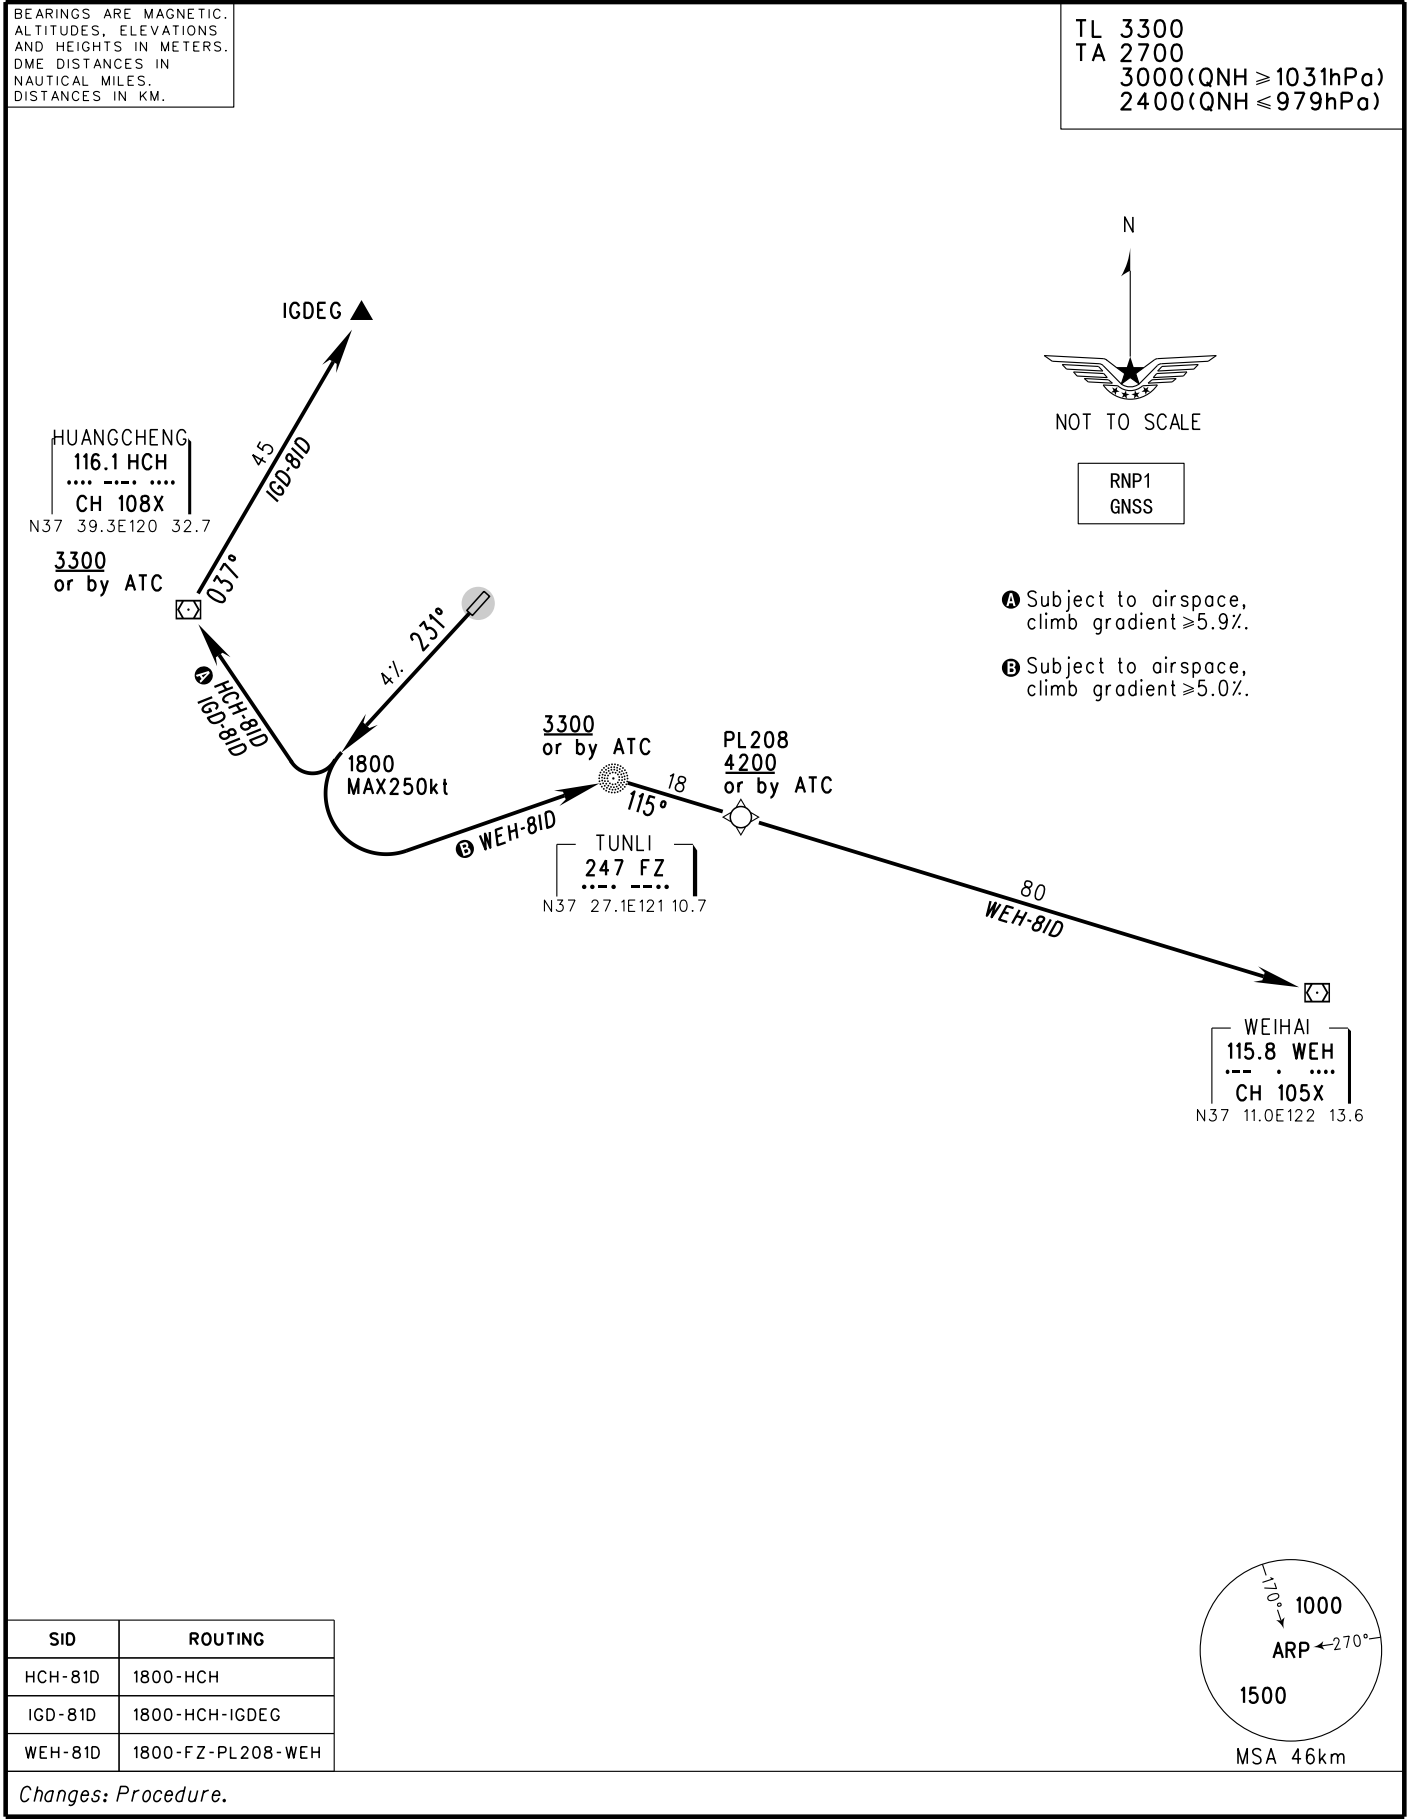 BEARINGS ARE MAGNETIC.
ALTITUDES, ELEVATIONS
AND HEIGHTS IN METERS.
DME DISTANCES IN
NAUTICAL MILES.
DISTANCES IN KM.
TL 3300
TA 2700
3000(QNH≥1031hPa)
2400(QNH≤979hPa)
N
NOT TO SCALE
RNP1
GNSS
IGDEG
45
IGD-81D
HUANGCHENG
116.1 HCH
CH 108X
N37 39.3E120 32.7
3300
or by ATC
037°
231°
4%
A HCH-81D
IGD-81D
1800
MAX250kt
A Subject to airspace,
climb gradient≥5.9%.
B Subject to airspace,
climb gradient≥5.0%.
3300
or by ATC
PL208
4200
or by ATC
18
115°
B WEH-81D
TUNLI
247 FZ
N37 27.1E121 10.7
80
WEH-81D
WEIHAI
115.8 WEH
CH 105X
N37 11.0E122 13.6
170°
1000
ARP
270°
1500
MSA 46km
SID ROUTING
HCH-81D 1800-HCH
IGD-81D 1800-HCH-IGDEG
WEH-81D 1800-FZ-PL208-WEH
Changes: Procedure.